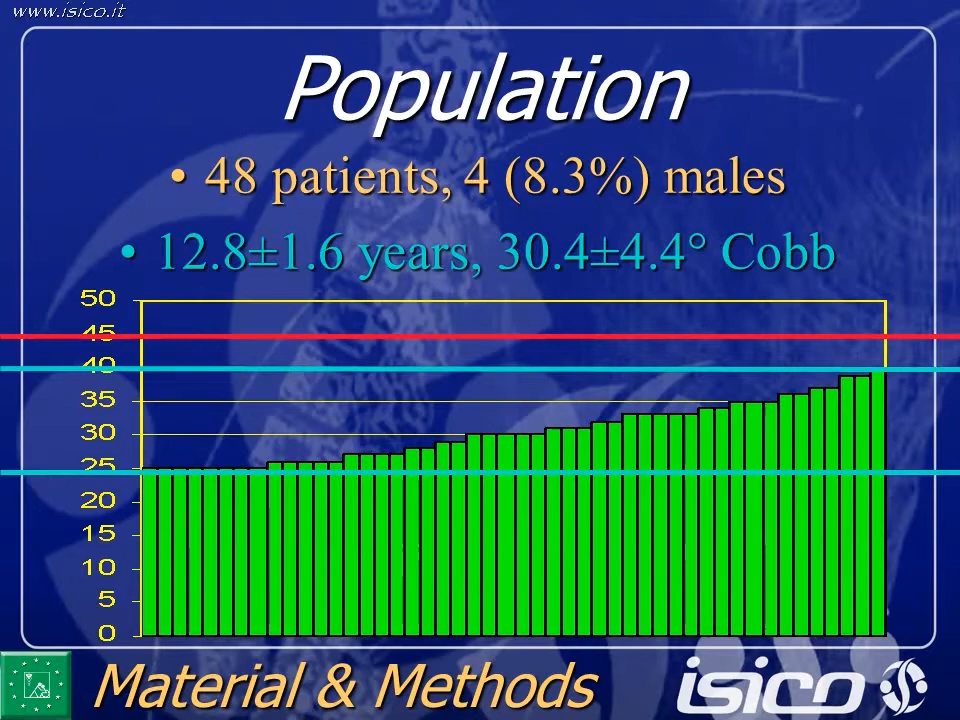 www.isico.it
Population
• 48 patients, 4 (8.3%) males
• 12.8±1.6 years, 30.4±4.4° Cobb
50
45
40
35
30
25
20
15
10
5
0
Material & Methods
isico